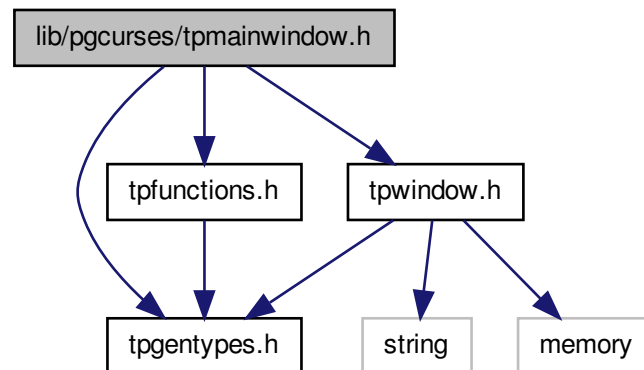 lib/pgcurses/tpmainwindow.h
tpfunctions.h
tpwindow.h
tpgentypes.h
string
memory